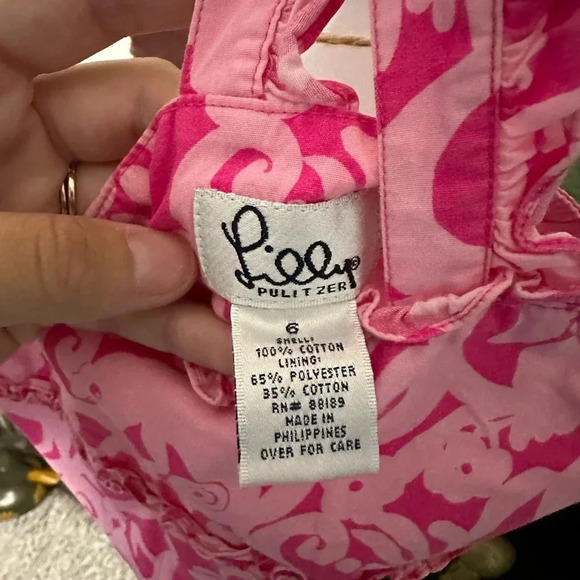 Lilly©
PULITZER
6
SHELL:
100% COTTON
LINING:
65% POLYESTER
35% COTTON
RN# 88189
MADE IN
PHILIPPINES
OVER FOR CARE